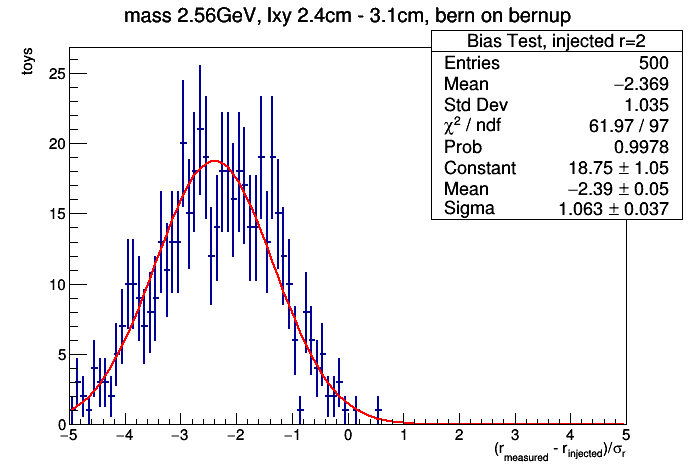 mass 2.56GeV, lxy 2.4cm - 3.1cm, bern on bernup
toys
Bias Test, injected r=2
Entries 500
Mean −2.369
Std Dev 1.035
χ² / ndf 61.97 / 97
Prob 0.9978
Constant 18.75 ± 1.05
Mean −2.39 ± 0.05
Sigma 1.063 ± 0.037
25
20
15
10
5
0
−5 −4 −3 −2 −1 0 1 2 3 4 5
(r_measured - r_injected)/σ_r